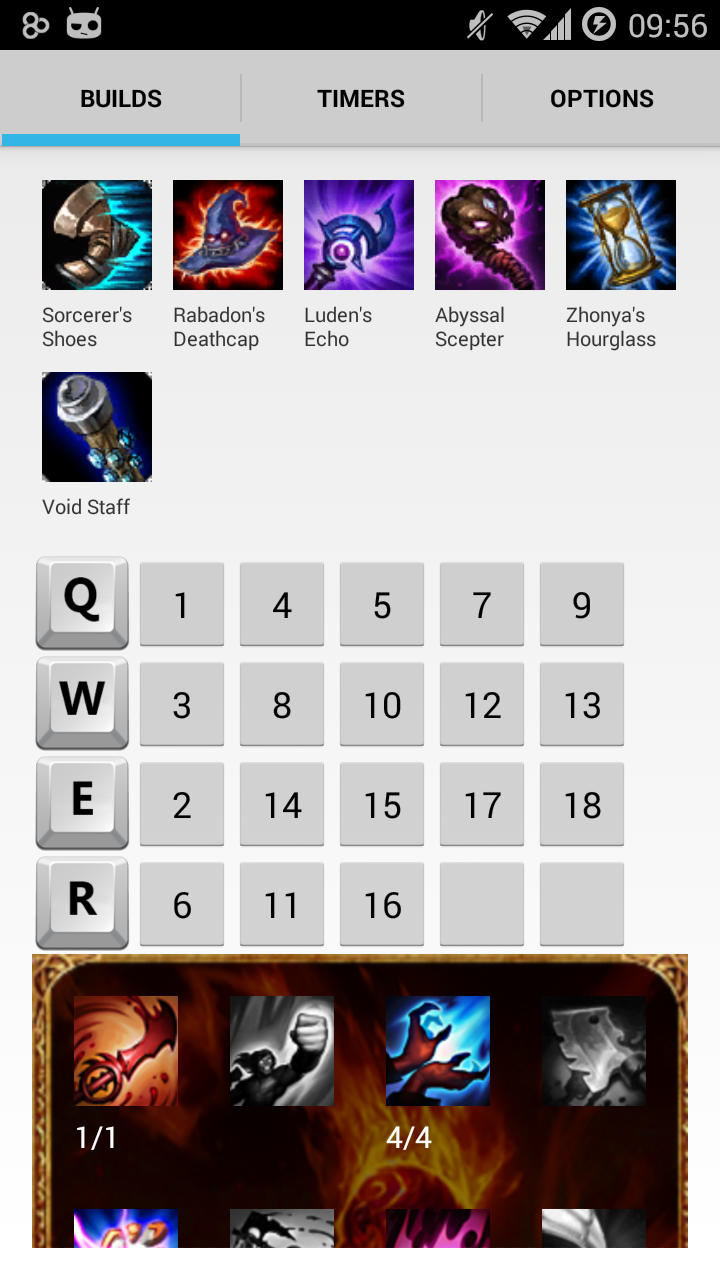 09:56
BUILDS TIMERS OPTIONS
Sorcerer's Rabadon's Luden's Abyssal Zhonya's
Shoes Deathcap Echo Scepter Hourglass
Void Staff
Q 1 4 5 7 9
W 3 8 10 12 13
E 2 14 15 17 18
R 6 11 16
1/1 4/4